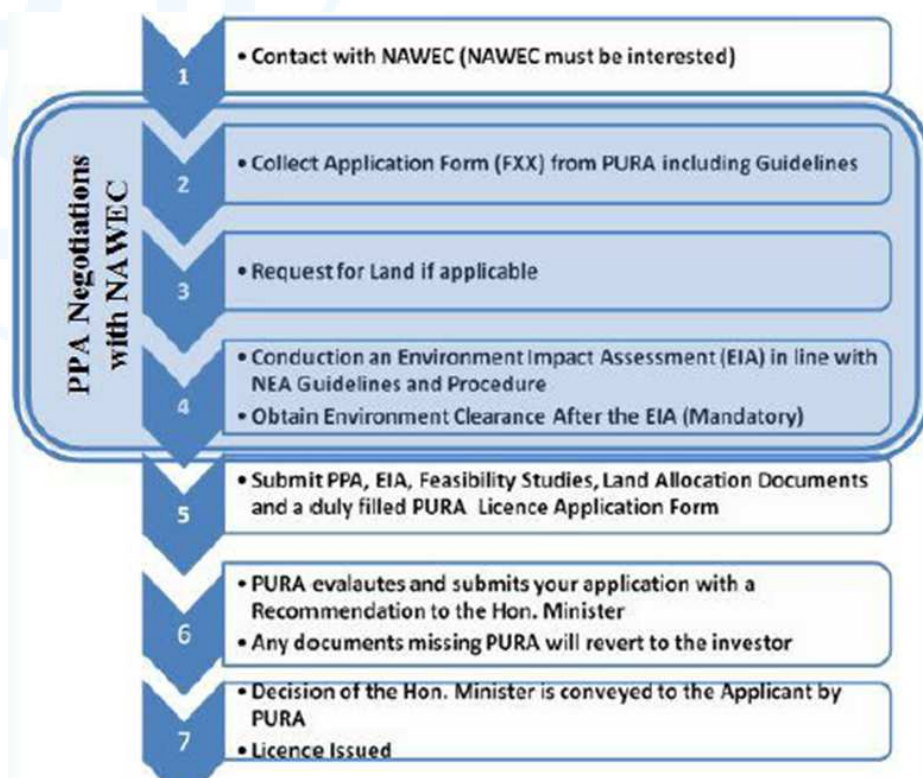 1
• Contact with NAWEC (NAWEC must be interested)
PPA Negotiations
with NAWEC
2
• Collect Application Form (FXX) from PURA including Guidelines
3
• Request for Land if applicable
4
• Conduction an Environment Impact Assessment (EIA) in line with
NEA Guidelines and Procedure
• Obtain Environment Clearance After the EIA (Mandatory)
5
• Submit PPA, EIA, Feasibility Studies, Land Allocation Documents
and a duly filled PURA Licence Application Form
6
• PURA evalautes and submits your application with a
Recommendation to the Hon. Minister
• Any documents missing PURA will revert to the investor
7
• Decision of the Hon. Minister is conveyed to the Applicant by
PURA
• Licence Issued